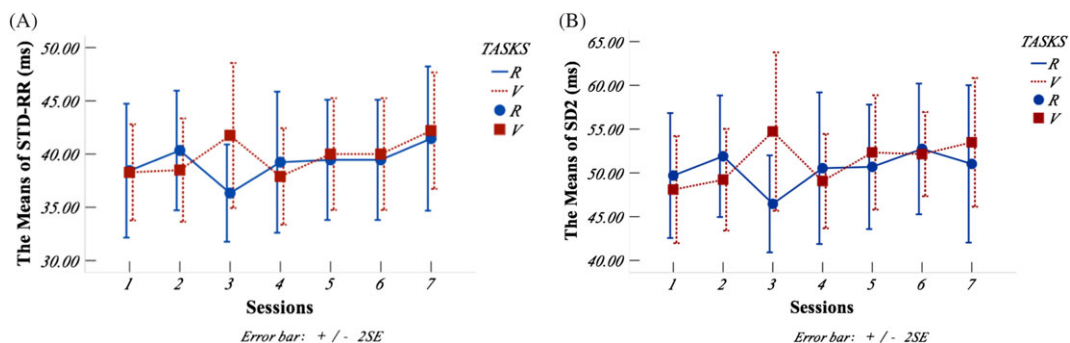 (A)
The Means of STD-RR (ms)
50.00
45.00
40.00
35.00
30.00
1 2 3 4 5 6 7
Sessions
Error bar: + / - 2SE
TASKS
R
V
R
V
(B)
The Means of SD2 (ms)
65.00
60.00
55.00
50.00
45.00
40.00
1 2 3 4 5 6 7
Sessions
Error bar: + / - 2SE
TASKS
R
V
R
V